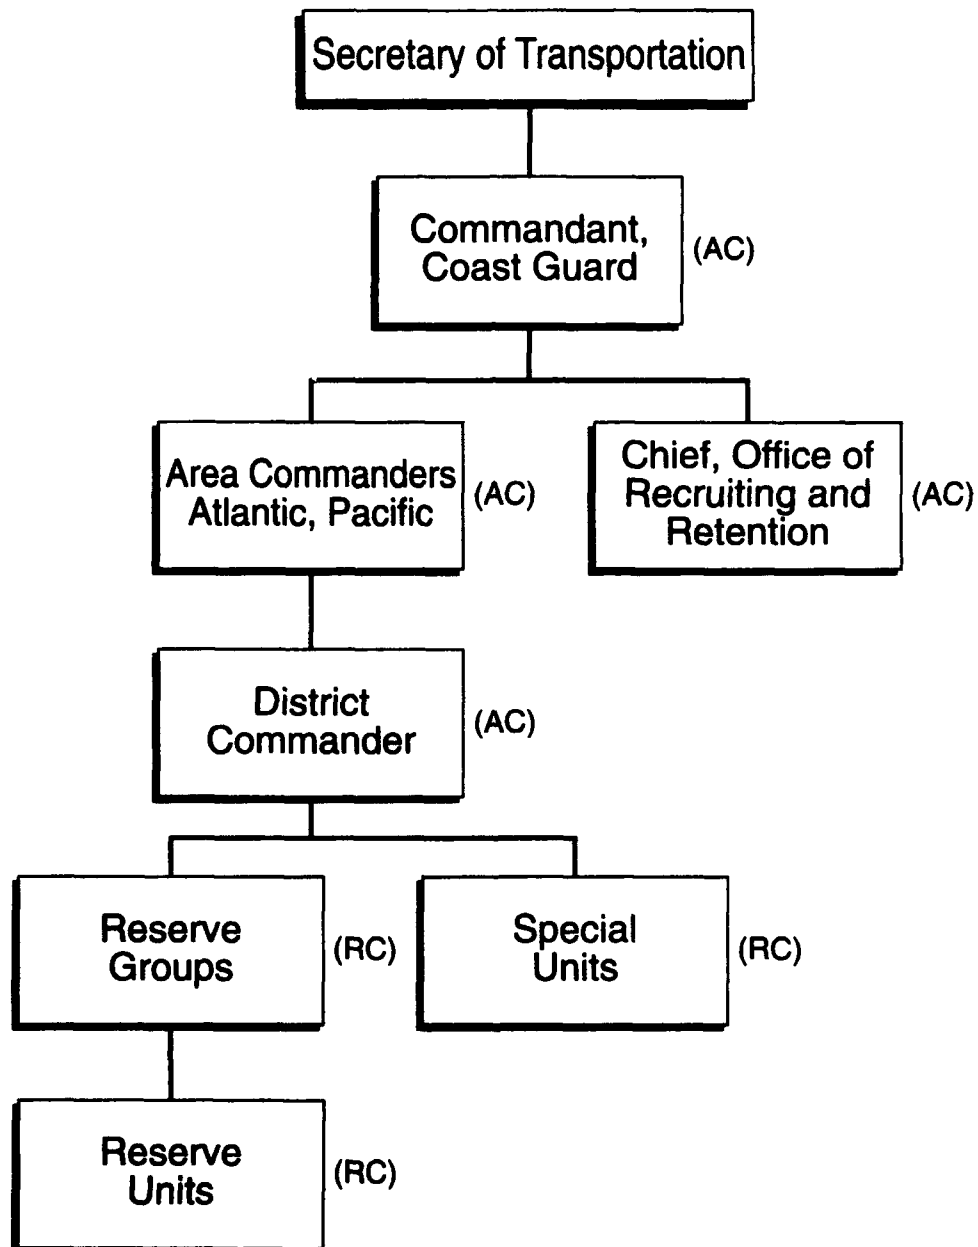 Secretary of Transportation
Commandant,
Coast Guard
(AC)
Area Commanders
Atlantic, Pacific
(AC)
Chief, Office of
Recruiting and
Retention
(AC)
District
Commander
(AC)
Reserve
Groups
(RC)
Special
Units
(RC)
Reserve
Units
(RC)